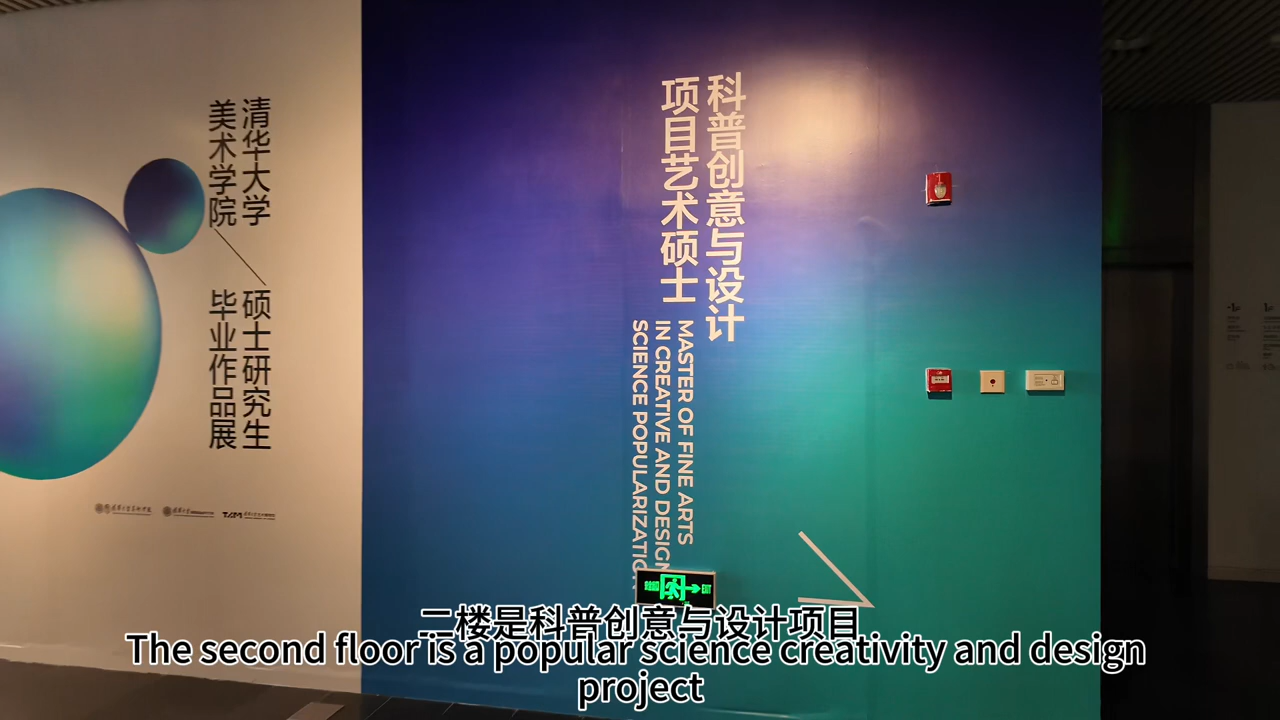 清华大学
美术学院
硕士研究生
毕业作品展
科普创意与设计
项目艺术硕士
MASTER OF FINE ARTS
IN CREATIVE AND DESIGN
SCIENCE POPULARIZATIO
二楼是科普创意与设计项目
The second floor is a popular science creativity and design
project